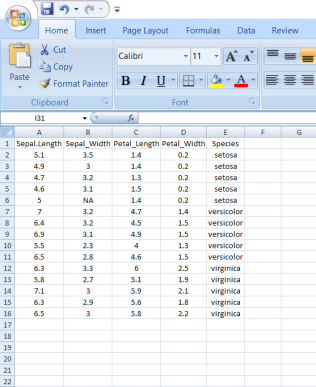 Home Insert Page Layout Formulas Data Review
Paste
Cut
Copy
Format Painter
Calibri 11 A A
B I U A
Clipboard Font
I31 fx
A B C D E F G
1 Sepal.Length Sepal_Width Petal_Length Petal_Width Species
2 5.1 3.5 1.4 0.2 setosa
3 4.9 3 1.4 0.2 setosa
4 4.7 3.2 1.3 0.2 setosa
5 4.6 3.1 1.5 0.2 setosa
6 5 NA 1.4 0.2 setosa
7 7 3.2 4.7 1.4 versicolor
8 6.4 3.2 4.5 1.5 versicolor
9 6.9 3.1 4.9 1.5 versicolor
10 5.5 2.3 4 1.3 versicolor
11 6.5 2.8 4.6 1.5 versicolor
12 6.3 3.3 6 2.5 virginica
13 5.8 2.7 5.1 1.9 virginica
14 7.1 3 5.9 2.1 virginica
15 6.3 2.9 5.6 1.8 virginica
16 6.5 3 5.8 2.2 virginica
17
18
19
20
21
22